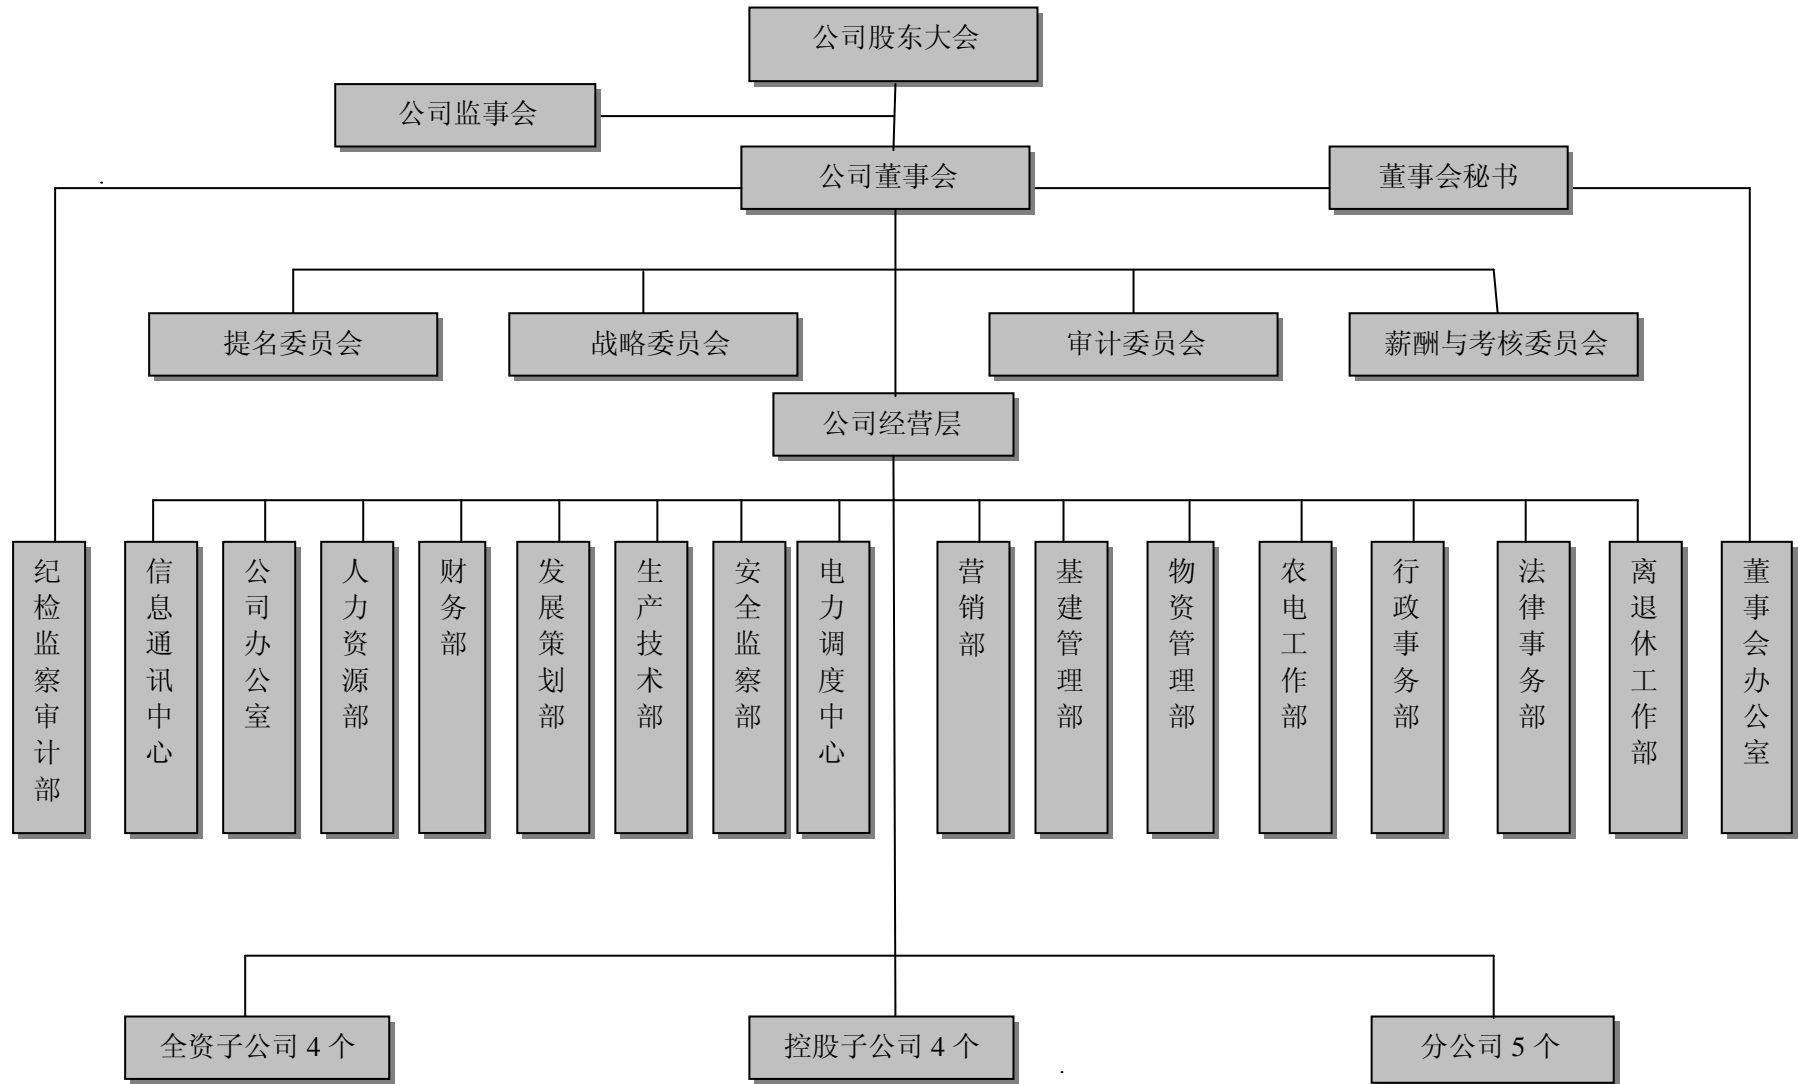 公司股东大会
公司监事会
公司董事会
董事会秘书
提名委员会
战略委员会
审计委员会
薪酬与考核委员会
公司经营层
纪检监察审计部
信息通讯中心
公司办公室
人力资源部
财务部
发展策划部
生产技术部
安全监察部
电力调度中心
营销部
基建管理部
物资管理部
农电工作部
行政事务部
法律事务部
离退休工作部
董事会办公室
全资子公司 4 个
控股子公司 4 个
分公司 5 个